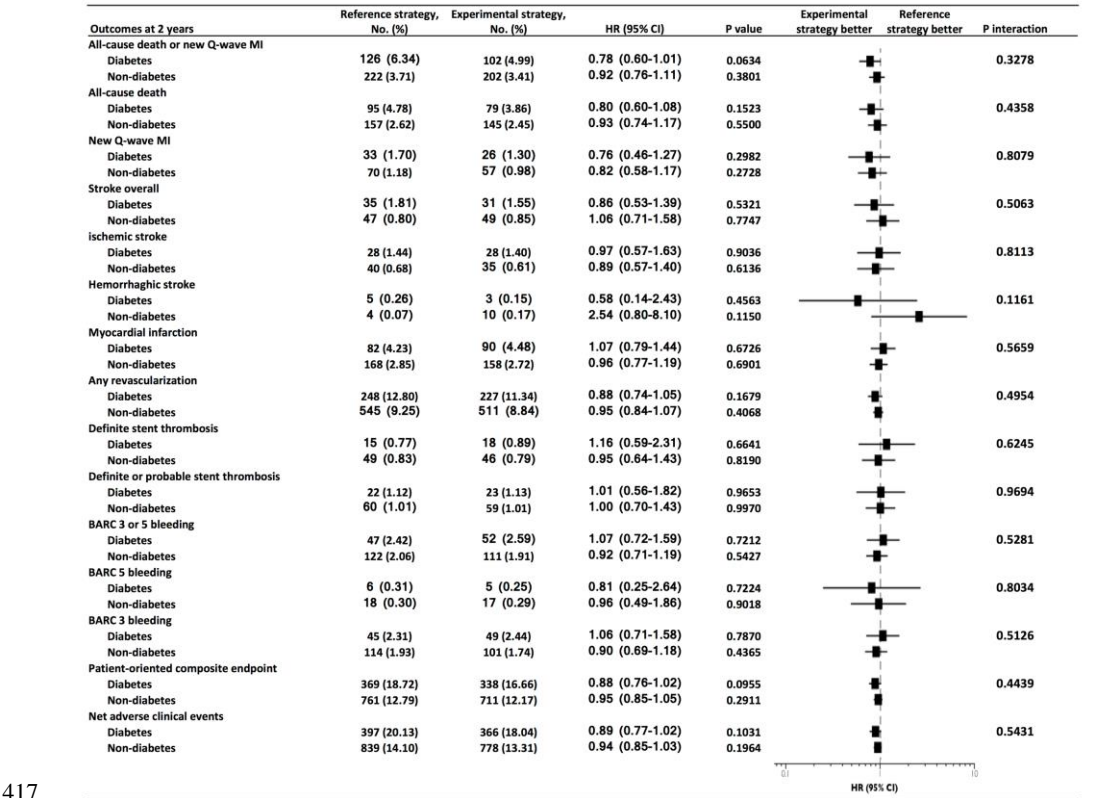 Reference strategy, Experimental strategy, Experimental Reference
Outcomes at 2 years No. (%) No. (%) HR (95% CI) P value strategy better strategy better P interaction
All-cause death or new Q-wave MI
Diabetes 126 (6.34) 102 (4.99) 0.78 (0.60-1.01) 0.0634 0.3278
Non-diabetes 222 (3.71) 202 (3.41) 0.92 (0.76-1.11) 0.3801
All-cause death
Diabetes 95 (4.78) 79 (3.86) 0.80 (0.60-1.08) 0.1523 0.4358
Non-diabetes 157 (2.62) 145 (2.45) 0.93 (0.74-1.17) 0.5500
New Q-wave MI
Diabetes 33 (1.70) 26 (1.30) 0.76 (0.46-1.27) 0.2982 0.8079
Non-diabetes 70 (1.18) 57 (0.98) 0.82 (0.58-1.17) 0.2728
Stroke overall
Diabetes 35 (1.81) 31 (1.55) 0.86 (0.53-1.39) 0.5321 0.5063
Non-diabetes 47 (0.80) 49 (0.85) 1.06 (0.71-1.58) 0.7747
ischemic stroke
Diabetes 28 (1.44) 28 (1.40) 0.97 (0.57-1.63) 0.9036 0.8113
Non-diabetes 40 (0.68) 35 (0.61) 0.89 (0.57-1.40) 0.6136
Hemorrhaghic stroke
Diabetes 5 (0.26) 3 (0.15) 0.58 (0.14-2.43) 0.4563 0.1161
Non-diabetes 4 (0.07) 10 (0.17) 2.54 (0.80-8.10) 0.1150
Myocardial infarction
Diabetes 82 (4.23) 90 (4.48) 1.07 (0.79-1.44) 0.6726 0.5659
Non-diabetes 168 (2.85) 158 (2.72) 0.96 (0.77-1.19) 0.6901
Any revascularization
Diabetes 248 (12.80) 227 (11.34) 0.88 (0.74-1.05) 0.1679 0.4954
Non-diabetes 545 (9.25) 511 (8.84) 0.95 (0.84-1.07) 0.4068
Definite stent thrombosis
Diabetes 15 (0.77) 18 (0.89) 1.16 (0.59-2.31) 0.6641 0.6245
Non-diabetes 49 (0.83) 46 (0.79) 0.95 (0.64-1.43) 0.8190
Definite or probable stent thrombosis
Diabetes 22 (1.12) 23 (1.13) 1.01 (0.56-1.82) 0.9653 0.9694
Non-diabetes 60 (1.01) 59 (1.01) 1.00 (0.70-1.43) 0.9970
BARC 3 or 5 bleeding
Diabetes 47 (2.42) 52 (2.59) 1.07 (0.72-1.59) 0.7212 0.5281
Non-diabetes 122 (2.06) 111 (1.91) 0.92 (0.71-1.19) 0.5427
BARC 5 bleeding
Diabetes 6 (0.31) 5 (0.25) 0.81 (0.25-2.64) 0.7224 0.8034
Non-diabetes 18 (0.30) 17 (0.29) 0.96 (0.49-1.86) 0.9018
BARC 3 bleeding
Diabetes 45 (2.31) 49 (2.44) 1.06 (0.71-1.58) 0.7870 0.5126
Non-diabetes 114 (1.93) 101 (1.74) 0.90 (0.69-1.18) 0.4365
Patient-oriented composite endpoint
Diabetes 369 (18.72) 338 (16.66) 0.88 (0.76-1.02) 0.0955 0.4439
Non-diabetes 761 (12.79) 711 (12.17) 0.95 (0.85-1.05) 0.2911
Net adverse clinical events
Diabetes 397 (20.13) 366 (18.04) 0.89 (0.77-1.02) 0.1031 0.5431
Non-diabetes 839 (14.10) 778 (13.31) 0.94 (0.85-1.03) 0.1964
0.1 1 10
HR (95% CI)
417